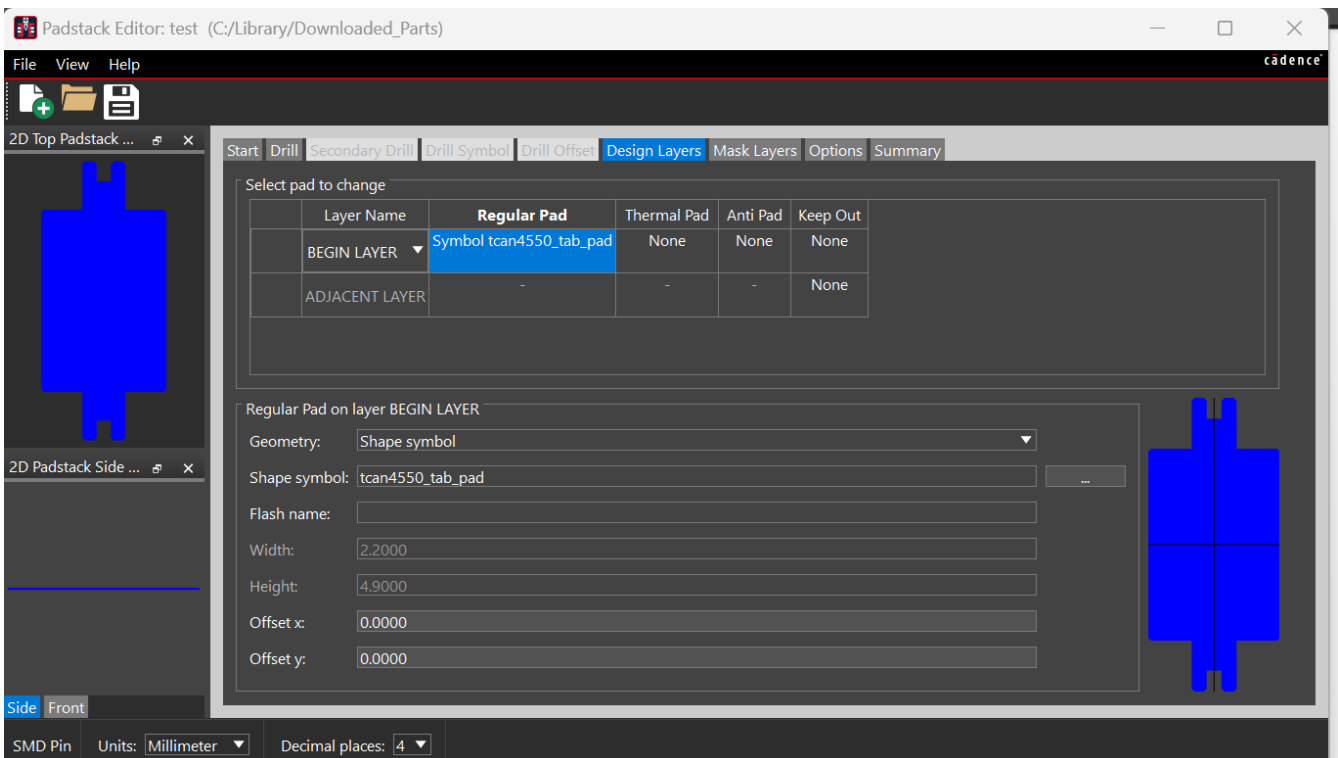 Padstack Editor: test (C:/Library/Downloaded_Parts)
File View Help
cādence
2D Top Padstack ...
Start Drill Secondary Drill Drill Symbol Drill Offset Design Layers Mask Layers Options Summary
Select pad to change
Layer Name Regular Pad Thermal Pad Anti Pad Keep Out
BEGIN LAYER Symbol tcan4550_tab_pad None None None
ADJACENT LAYER - - - None
Regular Pad on layer BEGIN LAYER
Geometry: Shape symbol
2D Padstack Side ...
Shape symbol: tcan4550_tab_pad ...
Flash name:
Width: 2.2000
Height: 4.9000
Offset x: 0.0000
Offset y: 0.0000
Side Front
SMD Pin Units: Millimeter Decimal places: 4